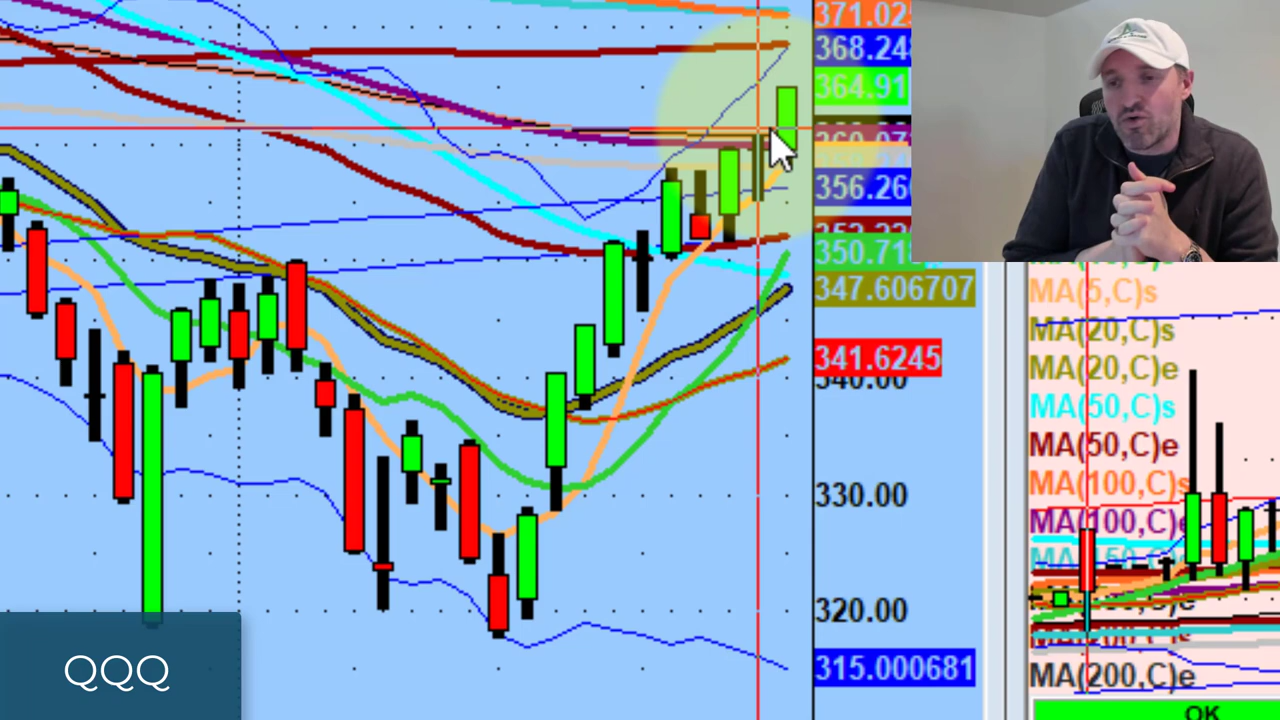 371.02
368.24
364.91
356.26
350.71
347.606707
341.6245
340.00
330.00
320.00
315.000681
MA(5,C)s
MA(20,C)s
MA(20,C)e
MA(50,C)s
MA(50,C)e
MA(100,C)s
MA(100,C)e
MA(200,C)e
OK
QQQ